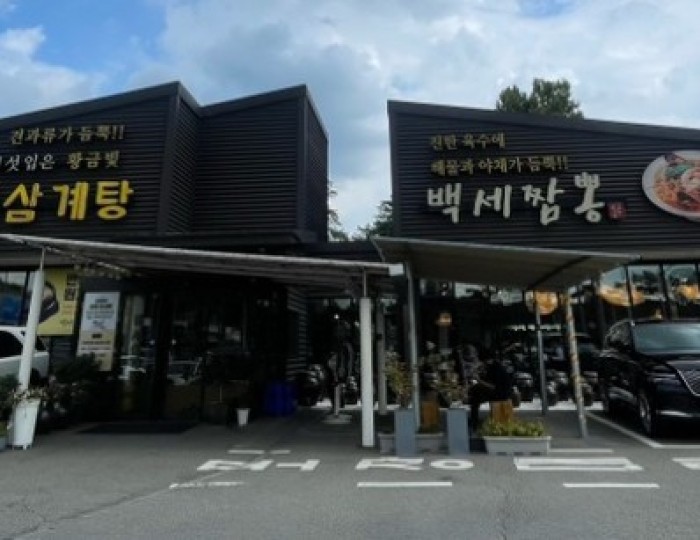 견과류가 듬뿍!!
섯 입은 황금빛
삼계탕
진한 육수에
해물과 야채가 듬뿍!!
백세짬뽕